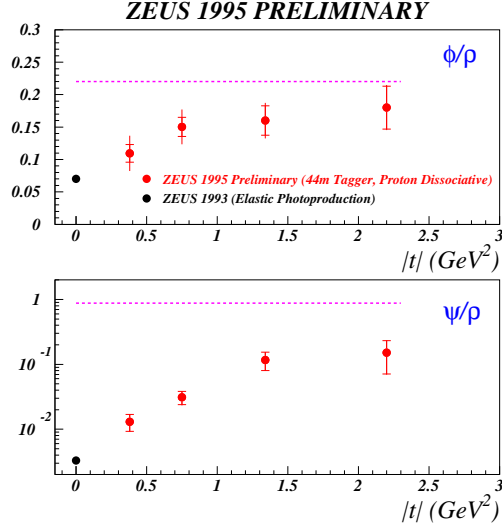 ZEUS 1995 PRELIMINARY
0.3
0.25
0.2
0.15
0.1
0.05
0
ϕ/ρ
ZEUS 1995 Preliminary (44m Tagger, Proton Dissociative)
ZEUS 1993 (Elastic Photoproduction)
0 0.5 1 1.5 2 2.5 3
|t| (GeV²)
1
10⁻¹
10⁻²
ψ/ρ
0 0.5 1 1.5 2 2.5 3
|t| (GeV²)